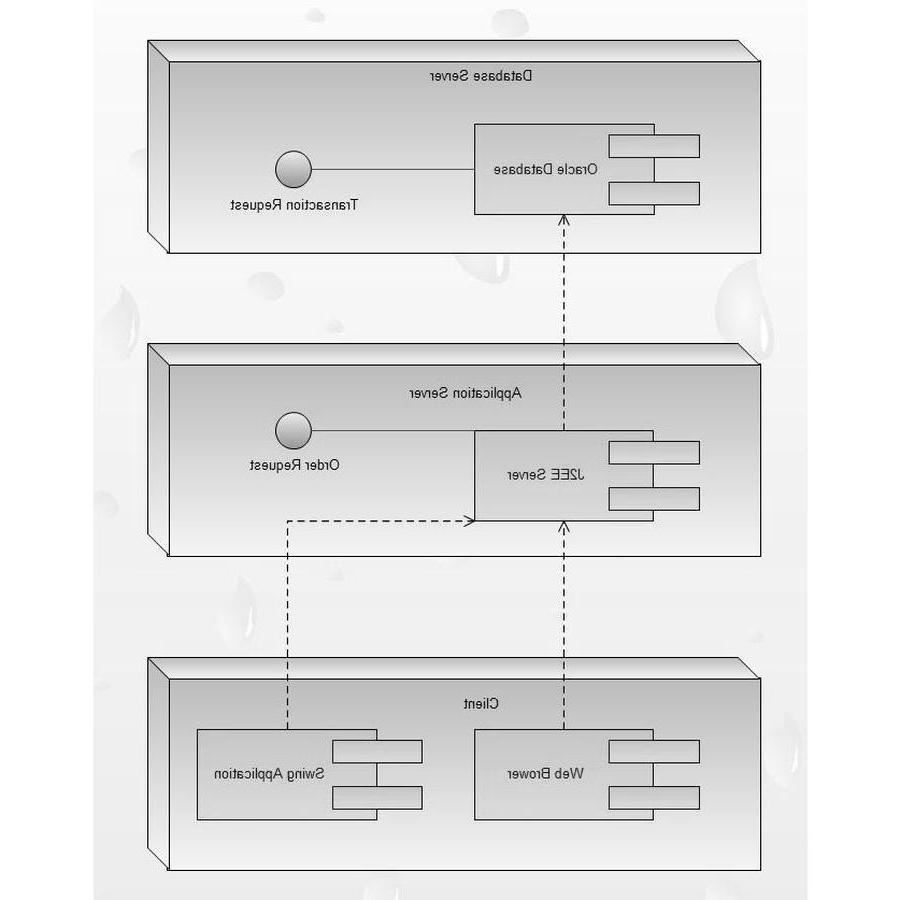 Database Server
Oracle Database
Transaction Request
Application Server
Order Request
J2EE Server
Client
Web Brower
Swing Application